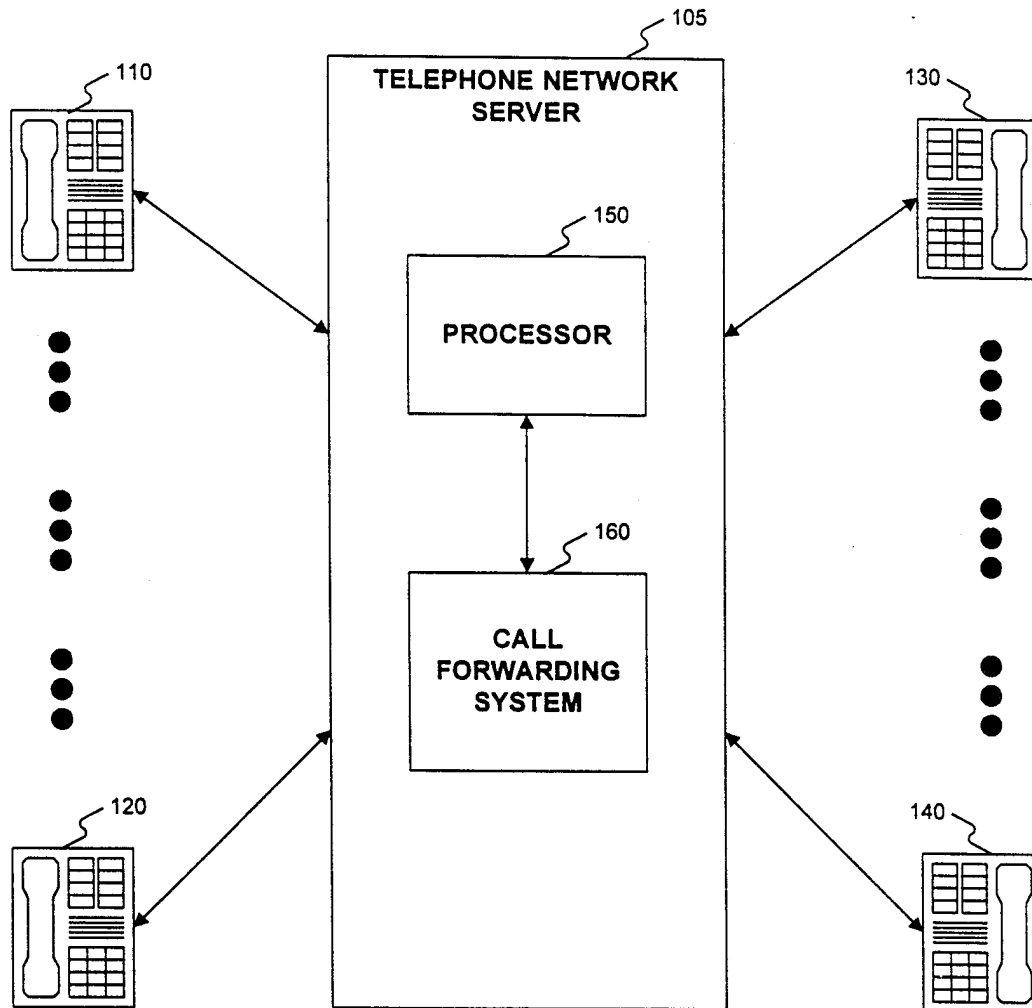 105
110
TELEPHONE NETWORK
SERVER
130
150
PROCESSOR
160
CALL
FORWARDING
SYSTEM
120
140